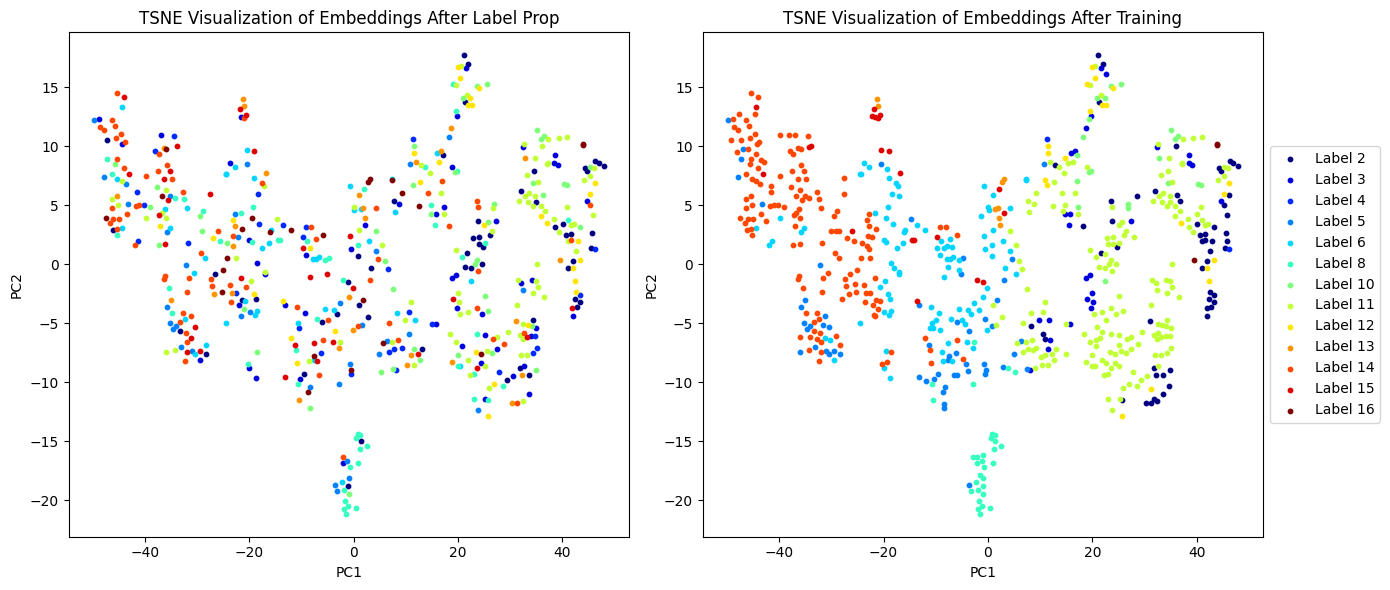 TSNE Visualization of Embeddings After Label Prop
15
10
5
0
−5
−10
−15
−20
PC2
−40
−20
0
20
40
PC1
TSNE Visualization of Embeddings After Training
15
10
5
0
−5
−10
−15
−20
PC2
−40
−20
0
20
40
PC1
Label 2
Label 3
Label 4
Label 5
Label 6
Label 8
Label 10
Label 11
Label 12
Label 13
Label 14
Label 15
Label 16